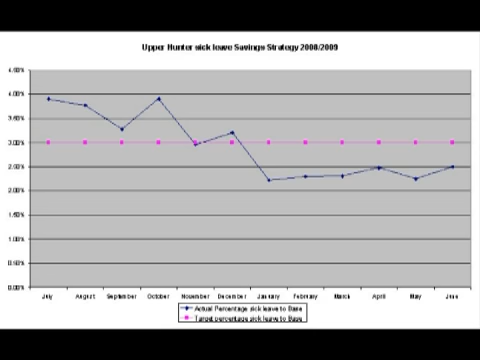 Upper Hunter sick leave Savings Strategy 2008/2009
4.50%
4.00%
3.50%
3.00%
2.50%
2.00%
1.50%
1.00%
0.50%
0.00%
July August September October November December January February March April May June
Actual Percentage sick leave to Base
Target percentage sick leave to Base